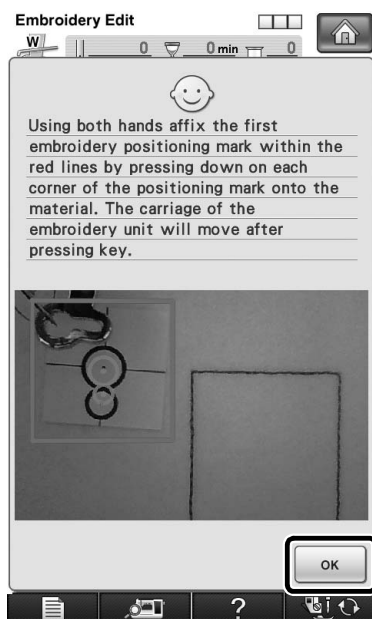 Embroidery Edit
W
0 0 min 0
Using both hands affix the first
embroidery positioning mark within the
red lines by pressing down on each
corner of the positioning mark onto the
material. The carriage of the
embroidery unit will move after
pressing key.
OK
?